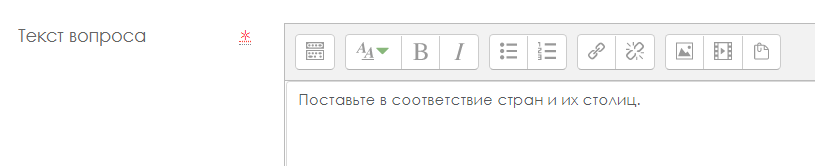 Текст вопроса
Поставьте в соответствие стран и их столиц.